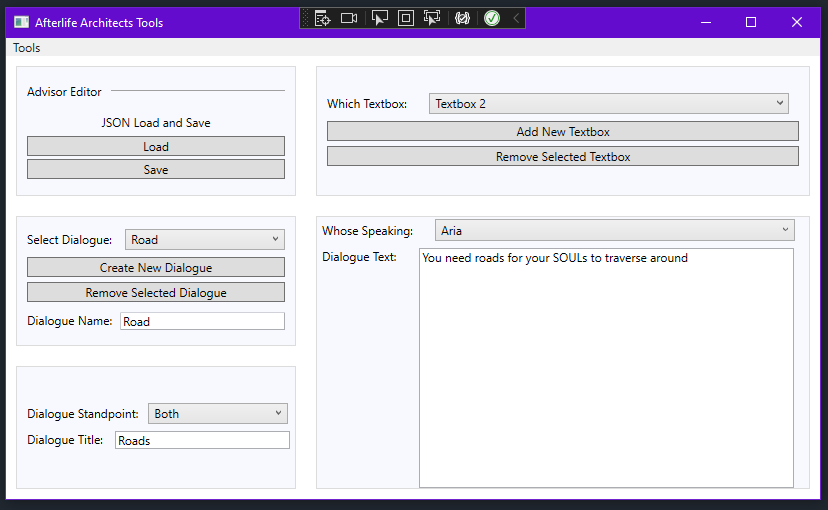 Afterlife Architects Tools
Tools
Advisor Editor
JSON Load and Save
Load
Save
Which Textbox: Textbox 2
Add New Textbox
Remove Selected Textbox
Select Dialogue: Road
Create New Dialogue
Remove Selected Dialogue
Dialogue Name: Road
Dialogue Standpoint: Both
Dialogue Title: Roads
Whose Speaking: Aria
Dialogue Text: You need roads for your SOULs to traverse around